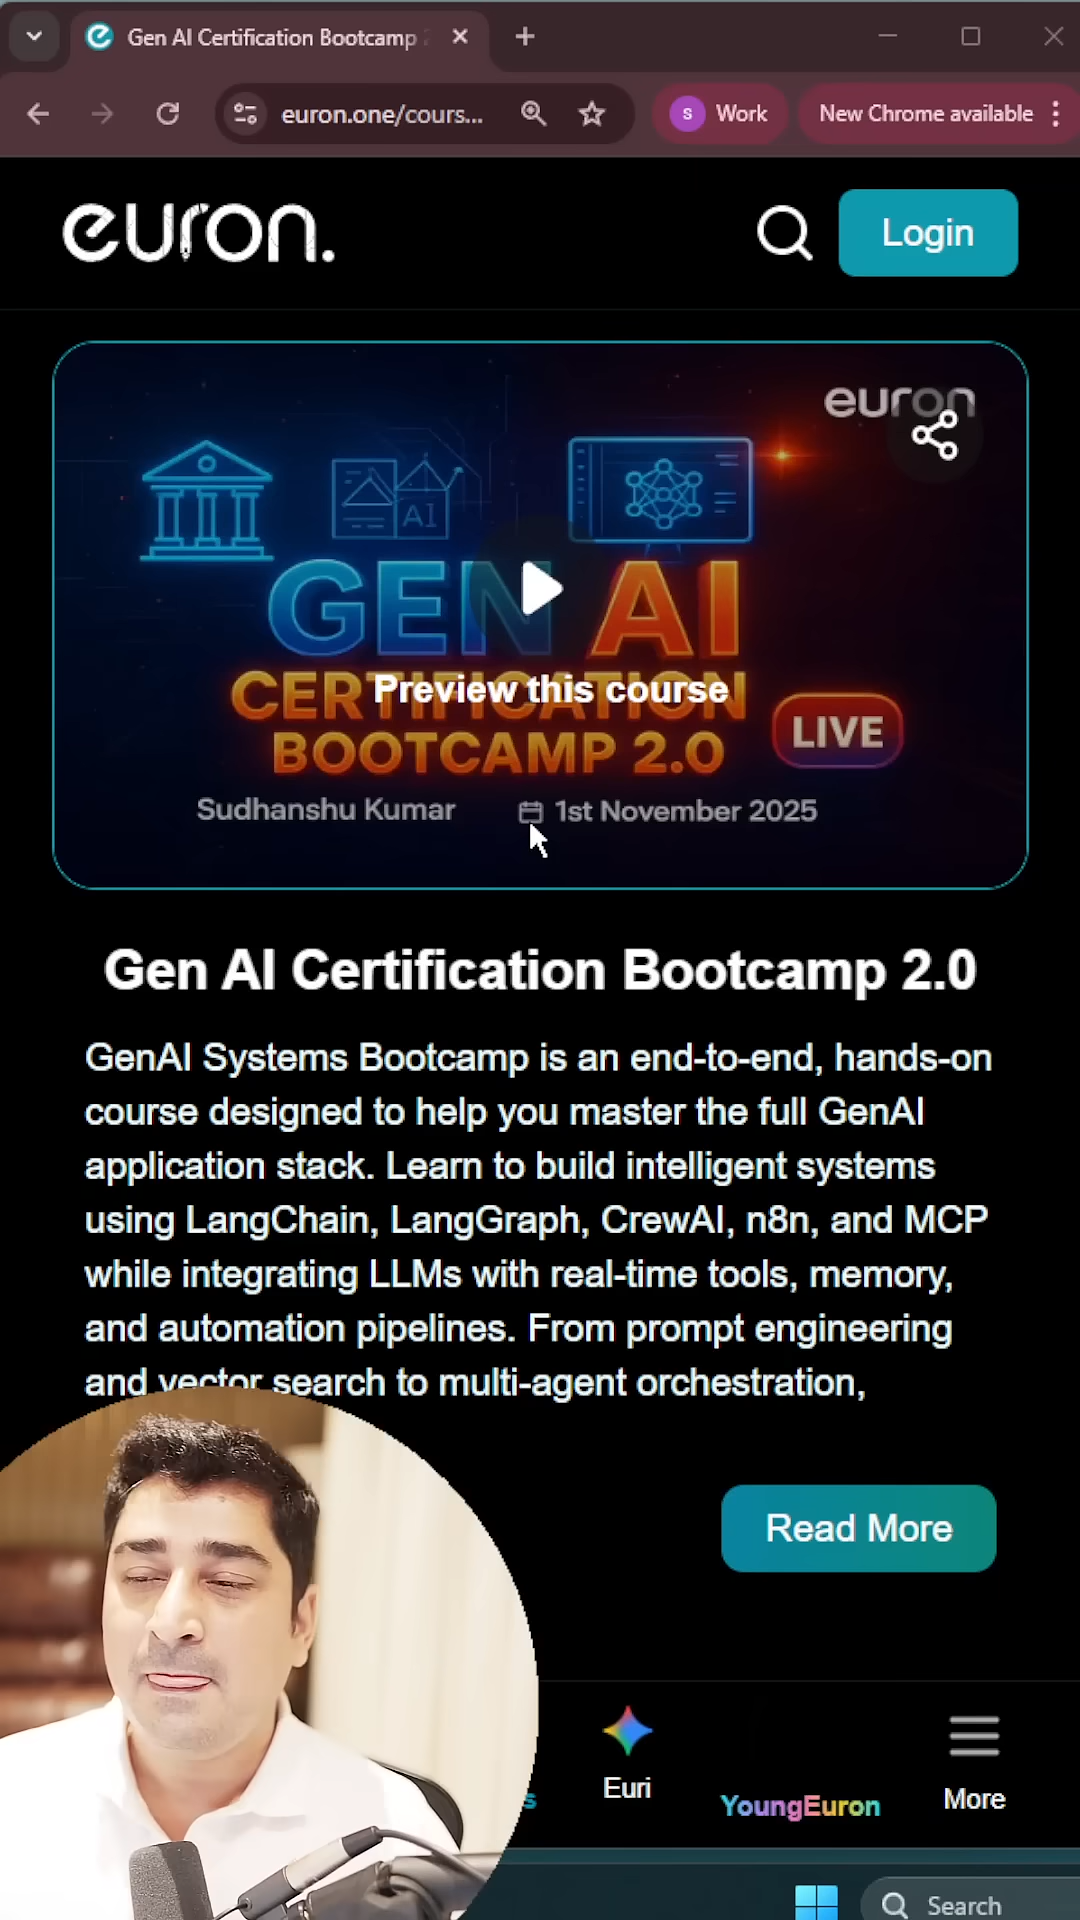 Gen AI Certification Bootcamp 2
euron.one/cours...
S
Work
New Chrome available
euron.
Login
euron
AI
GEN AI
CERTIFICATION
Preview this course
BOOTCAMP 2.0
LIVE
Sudhanshu Kumar
1st November 2025
Gen AI Certification Bootcamp 2.0
GenAI Systems Bootcamp is an end-to-end, hands-on
course designed to help you master the full GenAI
application stack. Learn to build intelligent systems
using LangChain, LangGraph, CrewAI, n8n, and MCP
while integrating LLMs with real-time tools, memory,
and automation pipelines. From prompt engineering
and vector search to multi-agent orchestration,
Read More
s
Euri
YoungEuron
More
Search